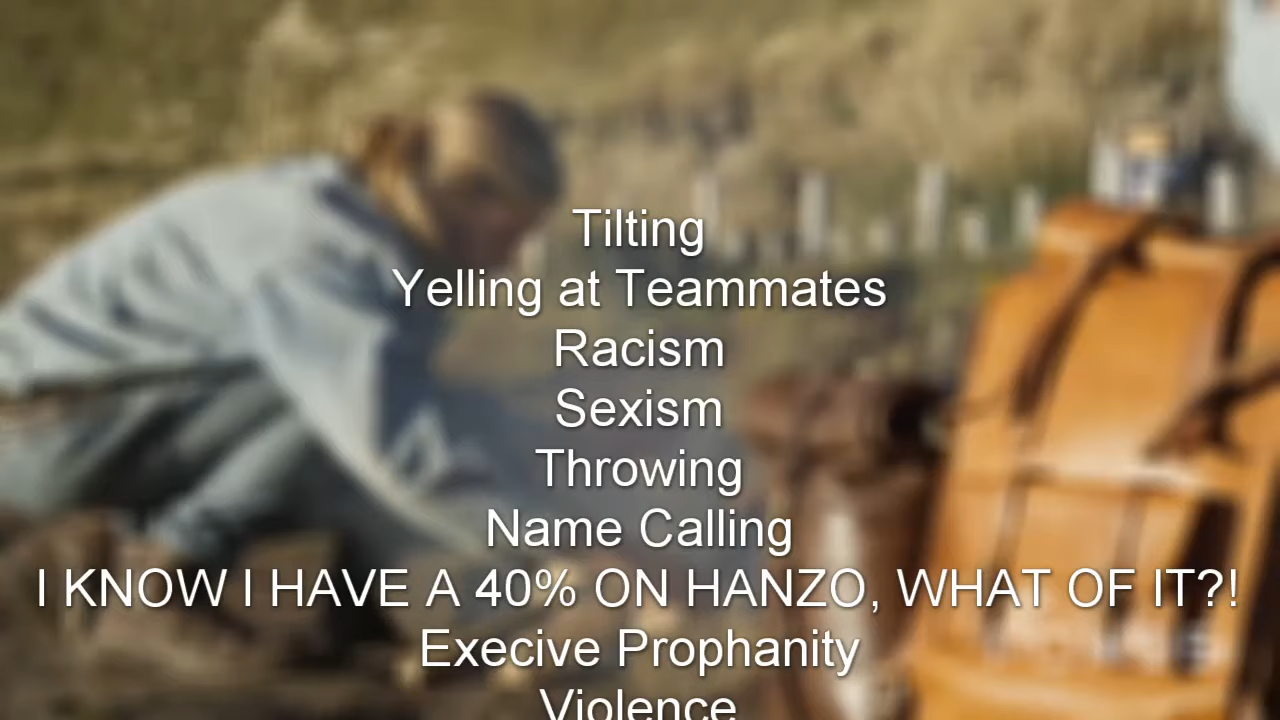 Tilting
Yelling at Teammates
Racism
Sexism
Throwing
Name Calling
I KNOW I HAVE A 40% ON HANZO, WHAT OF IT?!
Execive Prophanity
Violence